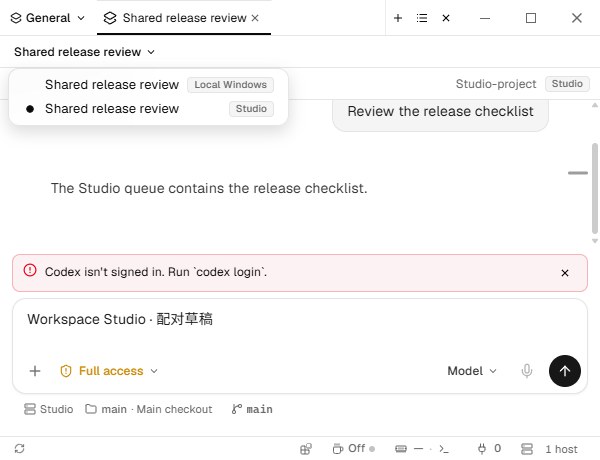 General Shared release review
Shared release review
Shared release review Local Windows
Shared release review Studio
Studio-project Studio
Review the release checklist
The Studio queue contains the release checklist.
Codex isn't signed in. Run `codex login`.
Workspace Studio · 配对草稿
Full access Model
Studio main · Main checkout main
Off — · 0 1 host